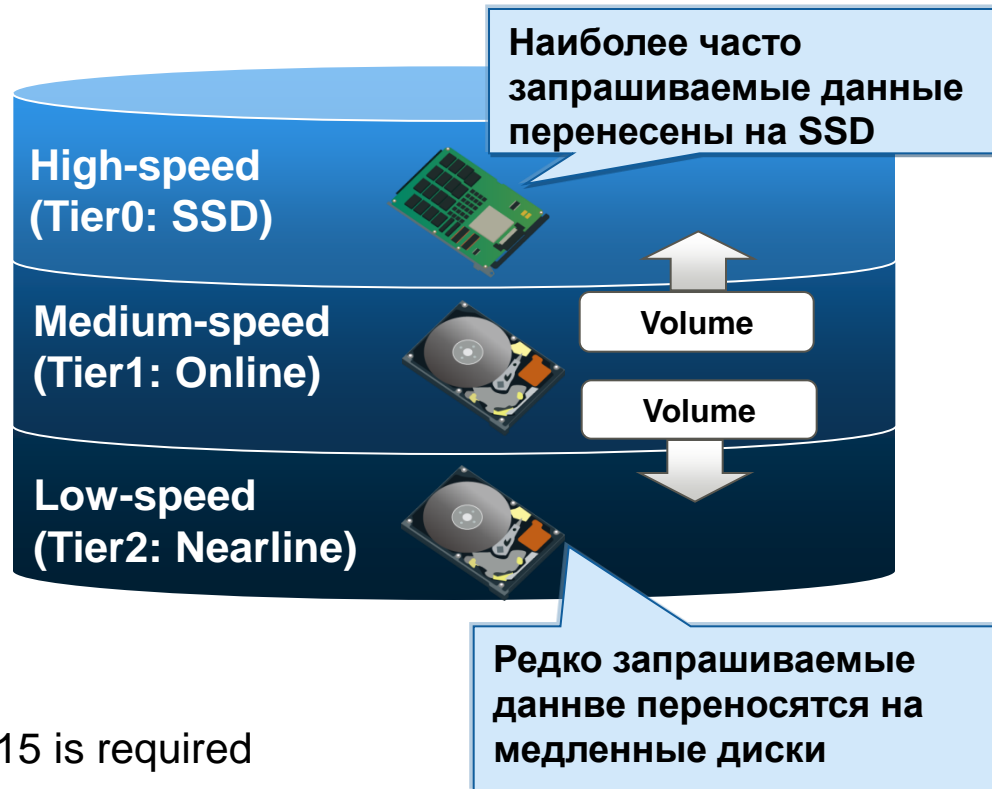 Наиболее часто
запрашиваемые данные
перенесены на SSD
High-speed
(Tier0: SSD)
Medium-speed
(Tier1: Online)
Volume
Volume
Low-speed
(Tier2: Nearline)
Редко запрашиваемые
даннве переносятся на
медленные диски
15 is required